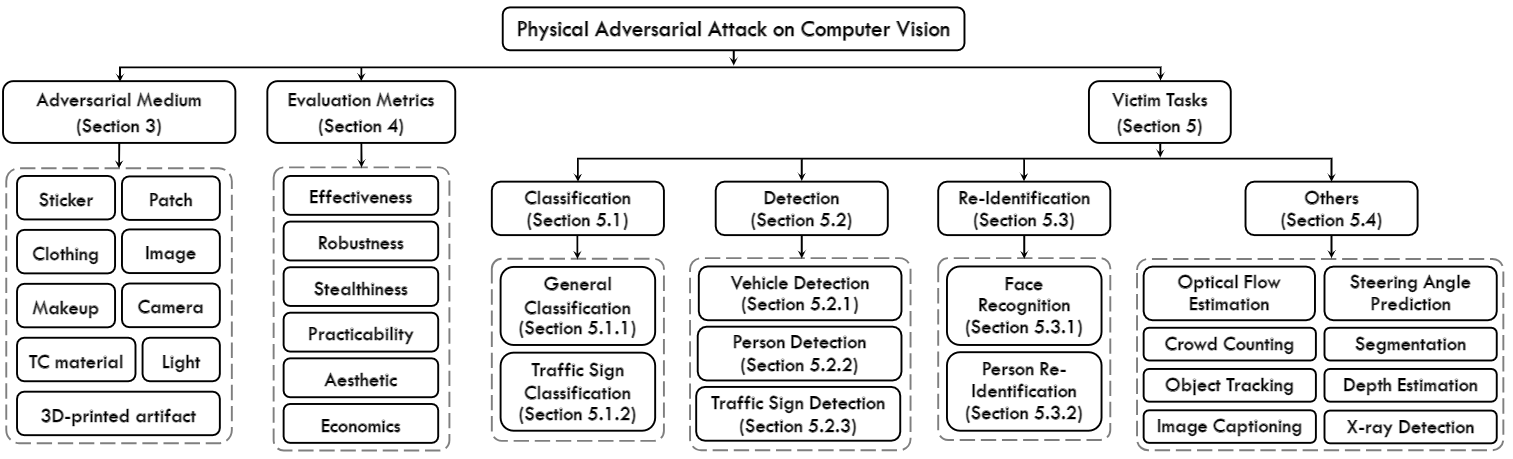 Physical Adversarial Attack on Computer Vision
Adversarial Medium
(Section 3)
Evaluation Metrics
(Section 4)
Victim Tasks
(Section 5)
Sticker
Patch
Clothing
Image
Makeup
Camera
TC material
Light
3D-printed artifact
Effectiveness
Robustness
Stealthiness
Practicability
Aesthetic
Economics
Classification
(Section 5.1)
General
Classification
(Section 5.1.1)
Traffic Sign
Classification
(Section 5.1.2)
Detection
(Section 5.2)
Vehicle Detection
(Section 5.2.1)
Person Detection
(Section 5.2.2)
Traffic Sign Detection
(Section 5.2.3)
Re-Identification
(Section 5.3)
Face
Recognition
(Section 5.3.1)
Person Re-
Identification
(Section 5.3.2)
Others
(Section 5.4)
Optical Flow
Estimation
Steering Angle
Prediction
Crowd Counting
Segmentation
Object Tracking
Depth Estimation
Image Captioning
X-ray Detection